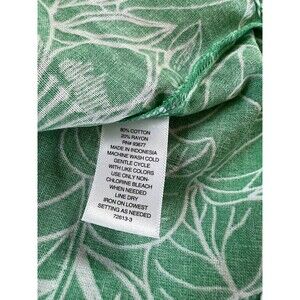 80% COTTON
20% RAYON
RN# 93677
MADE IN INDONESIA
MACHINE WASH COLD
GENTLE CYCLE
WITH LIKE COLORS
USE ONLY NON-
CHLORINE BLEACH
WHEN NEEDED
LINE DRY
IRON ON LOWEST
SETTING AS NEEDED
72613-3